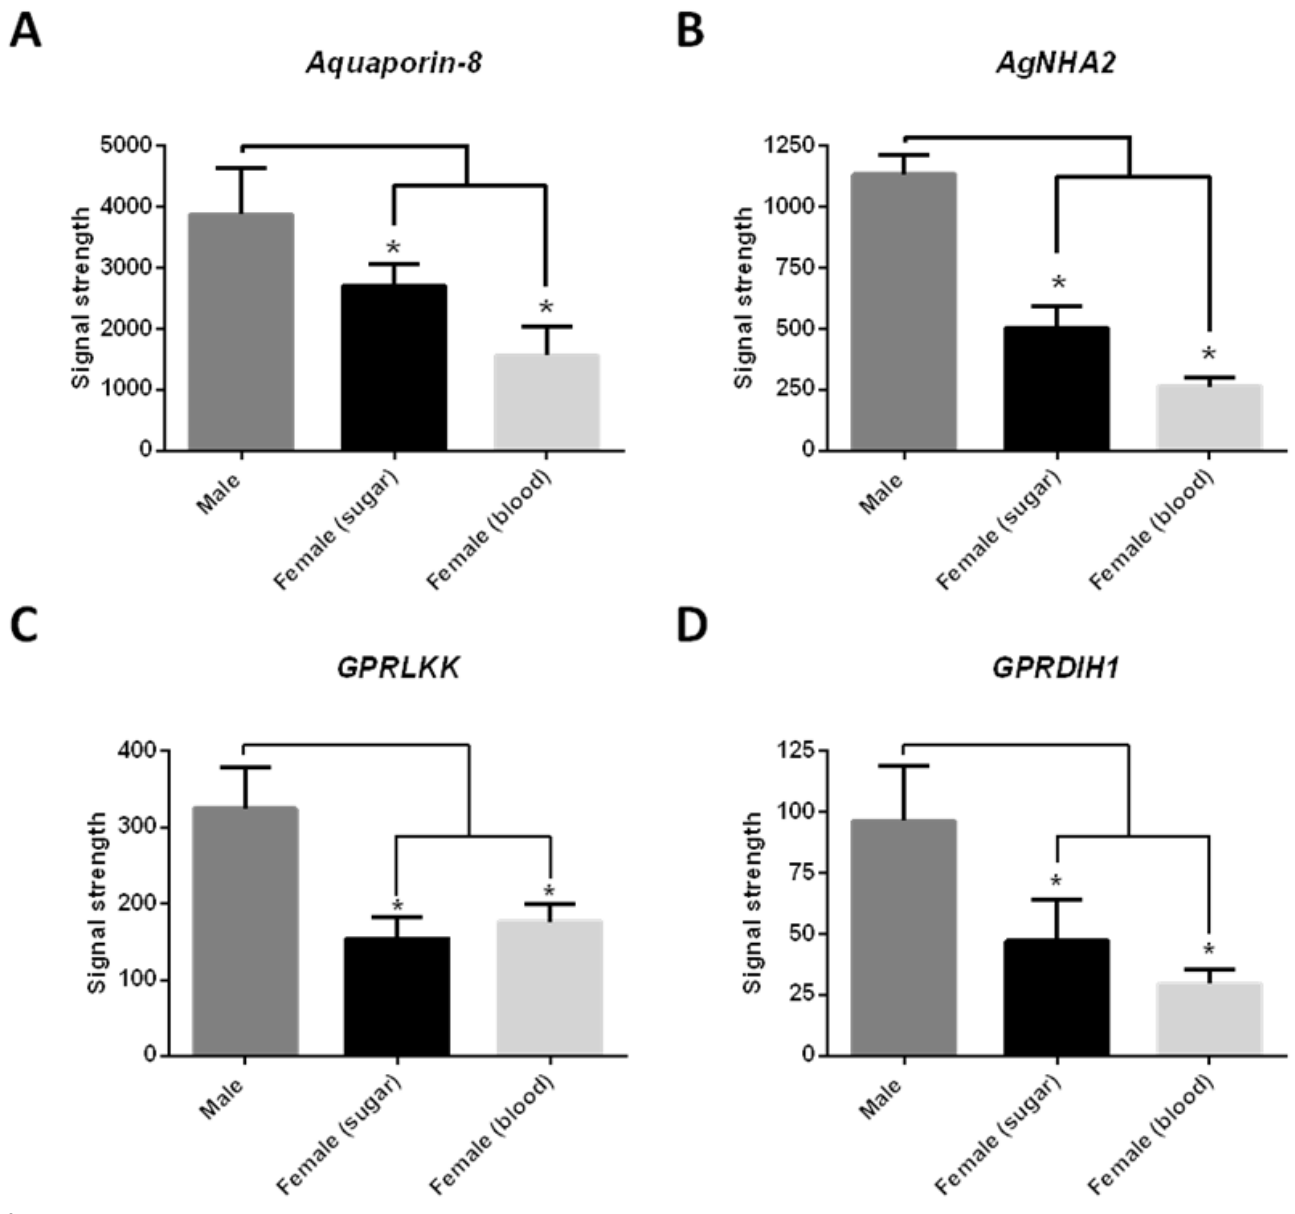 A
Aquaporin-8
5000
4000
3000
2000
1000
0
Signal strength
*
*
Male
Female (sugar)
Female (blood)
B
AgNHA2
1250
1000
750
500
250
0
Signal strength
*
*
Male
Female (sugar)
Female (blood)
C
GPRLKK
400
300
200
100
0
Signal strength
*
*
Male
Female (sugar)
Female (blood)
D
GPRDIH1
125
100
75
50
25
0
Signal strength
*
*
Male
Female (sugar)
Female (blood)